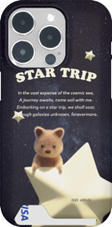 STAR TRIP
In the vast expanse of the cosmic sea,
A journey awaits, come sail with me.
Embarking on a star trip, we shall coast,
Through galaxies unknown, forevermore.
VISA